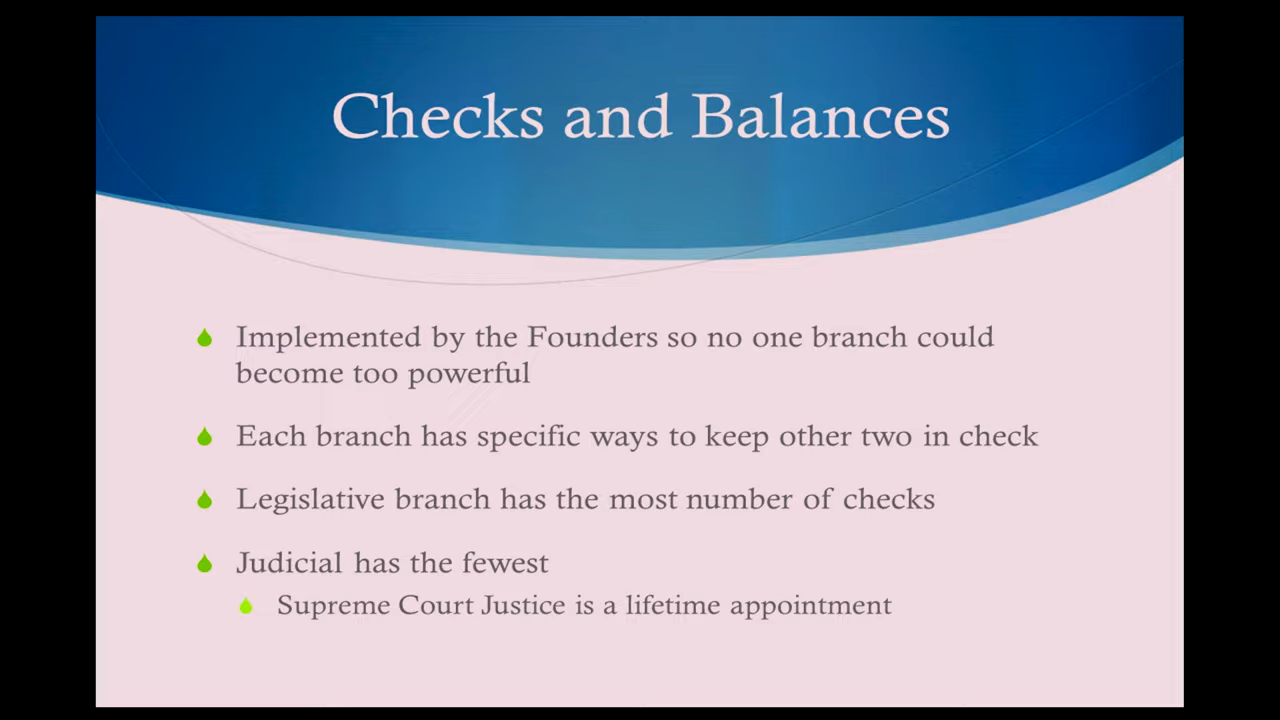 Checks and Balances
Implemented by the Founders so no one branch could
become too powerful
Each branch has specific ways to keep other two in check
Legislative branch has the most number of checks
Judicial has the fewest
Supreme Court Justice is a lifetime appointment